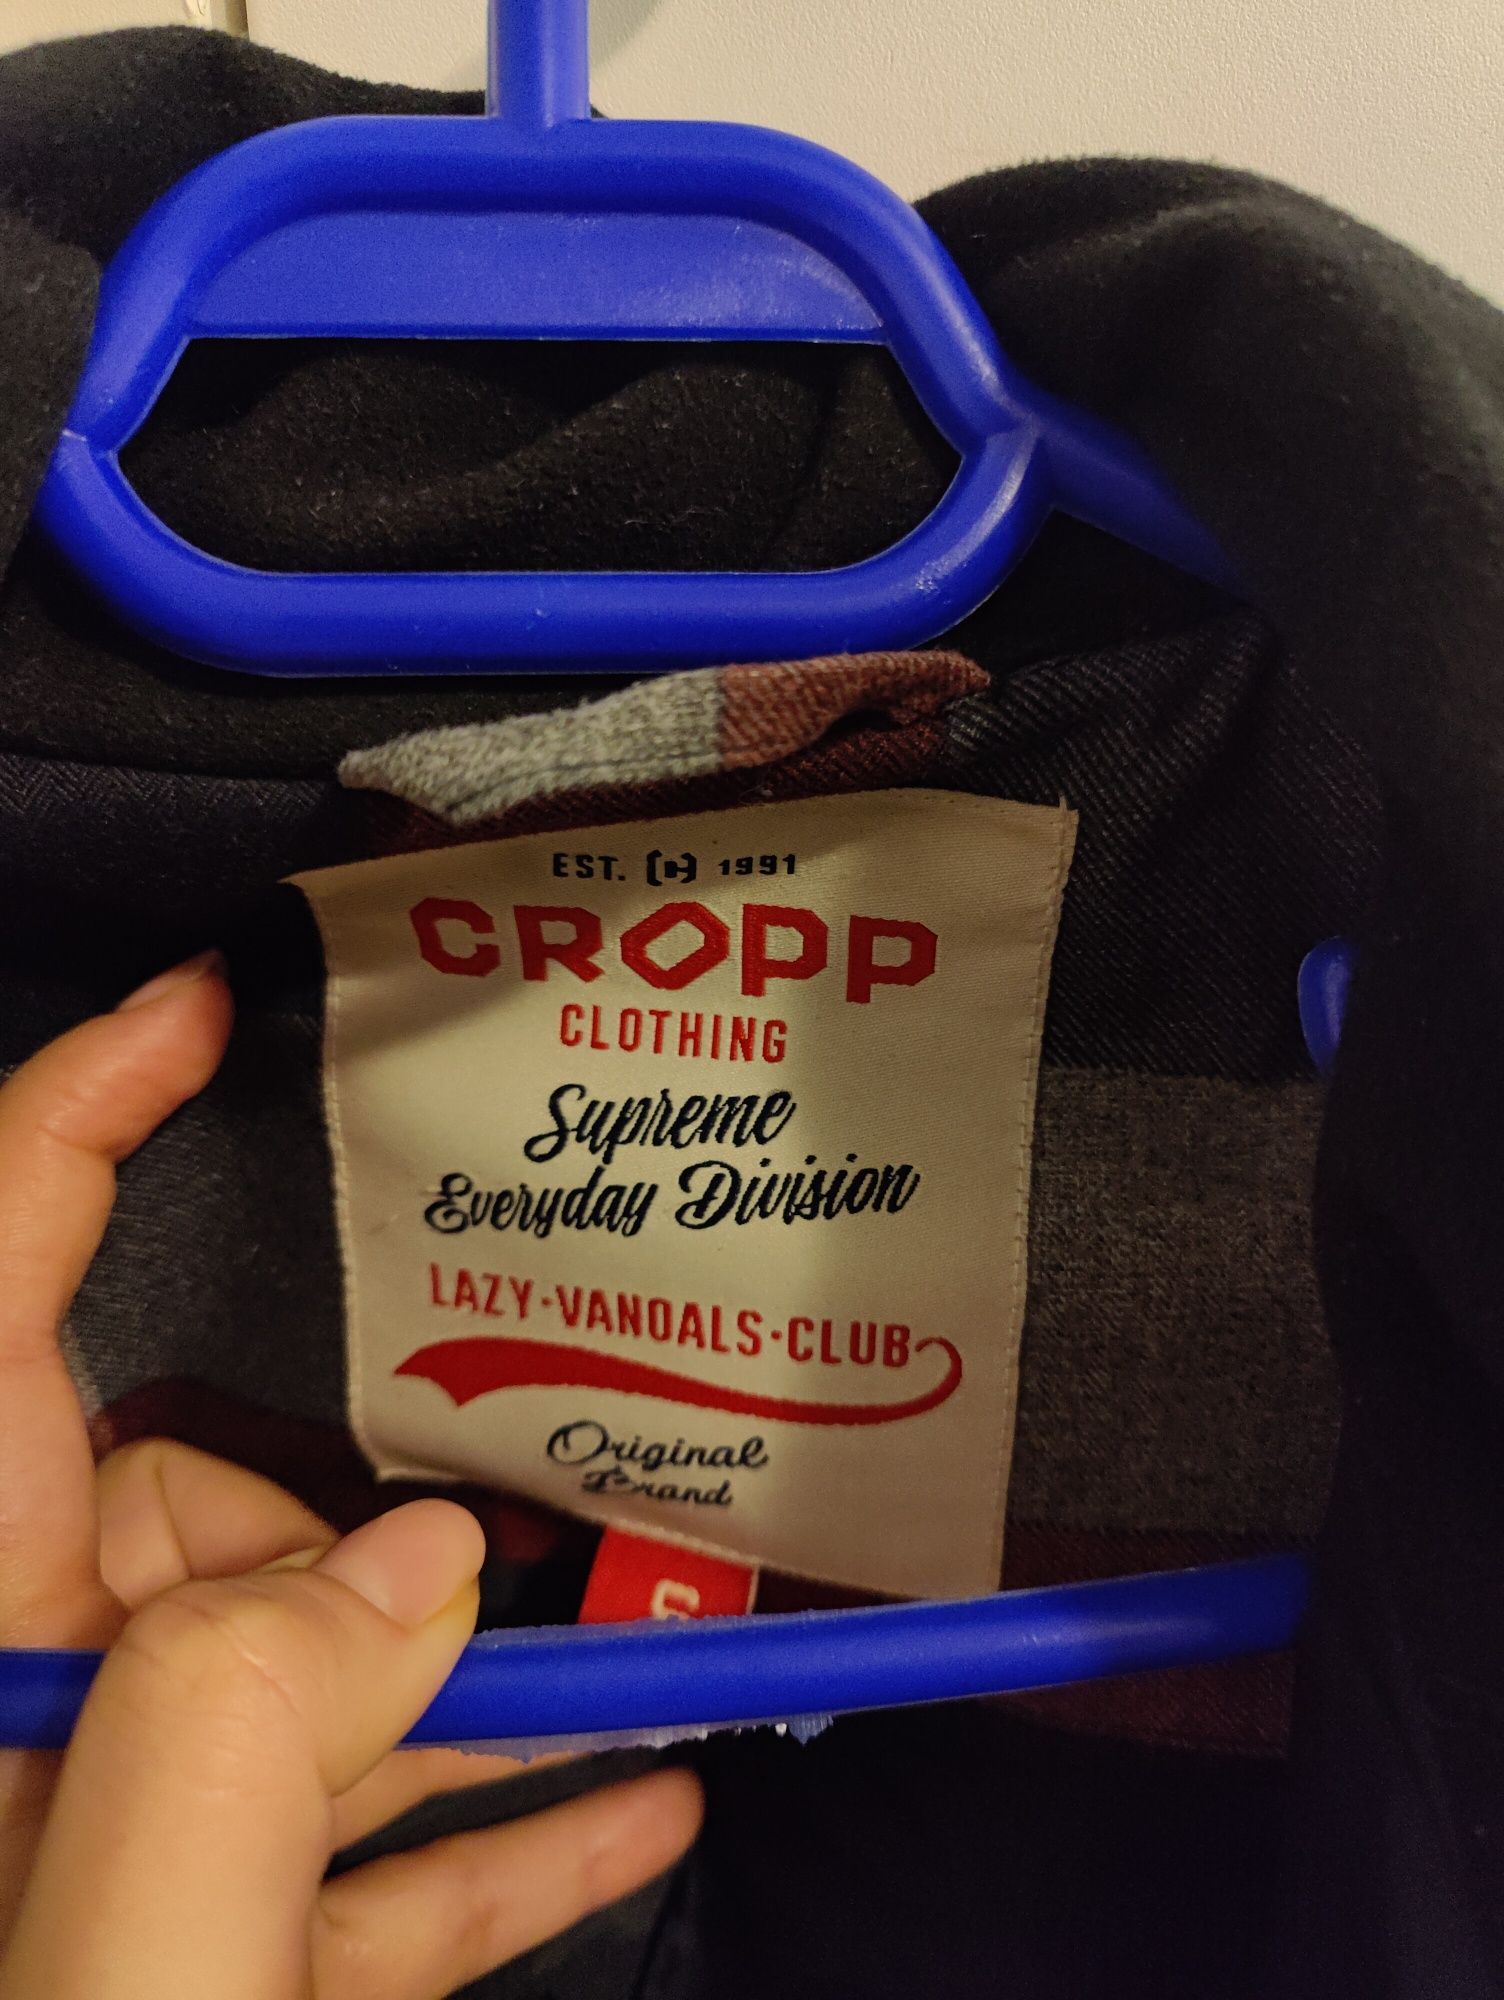 EST. 1991
CROPP
CLOTHING
Supreme
Everyday Division
LAZY·VANDALS·CLUB
Original
Brand